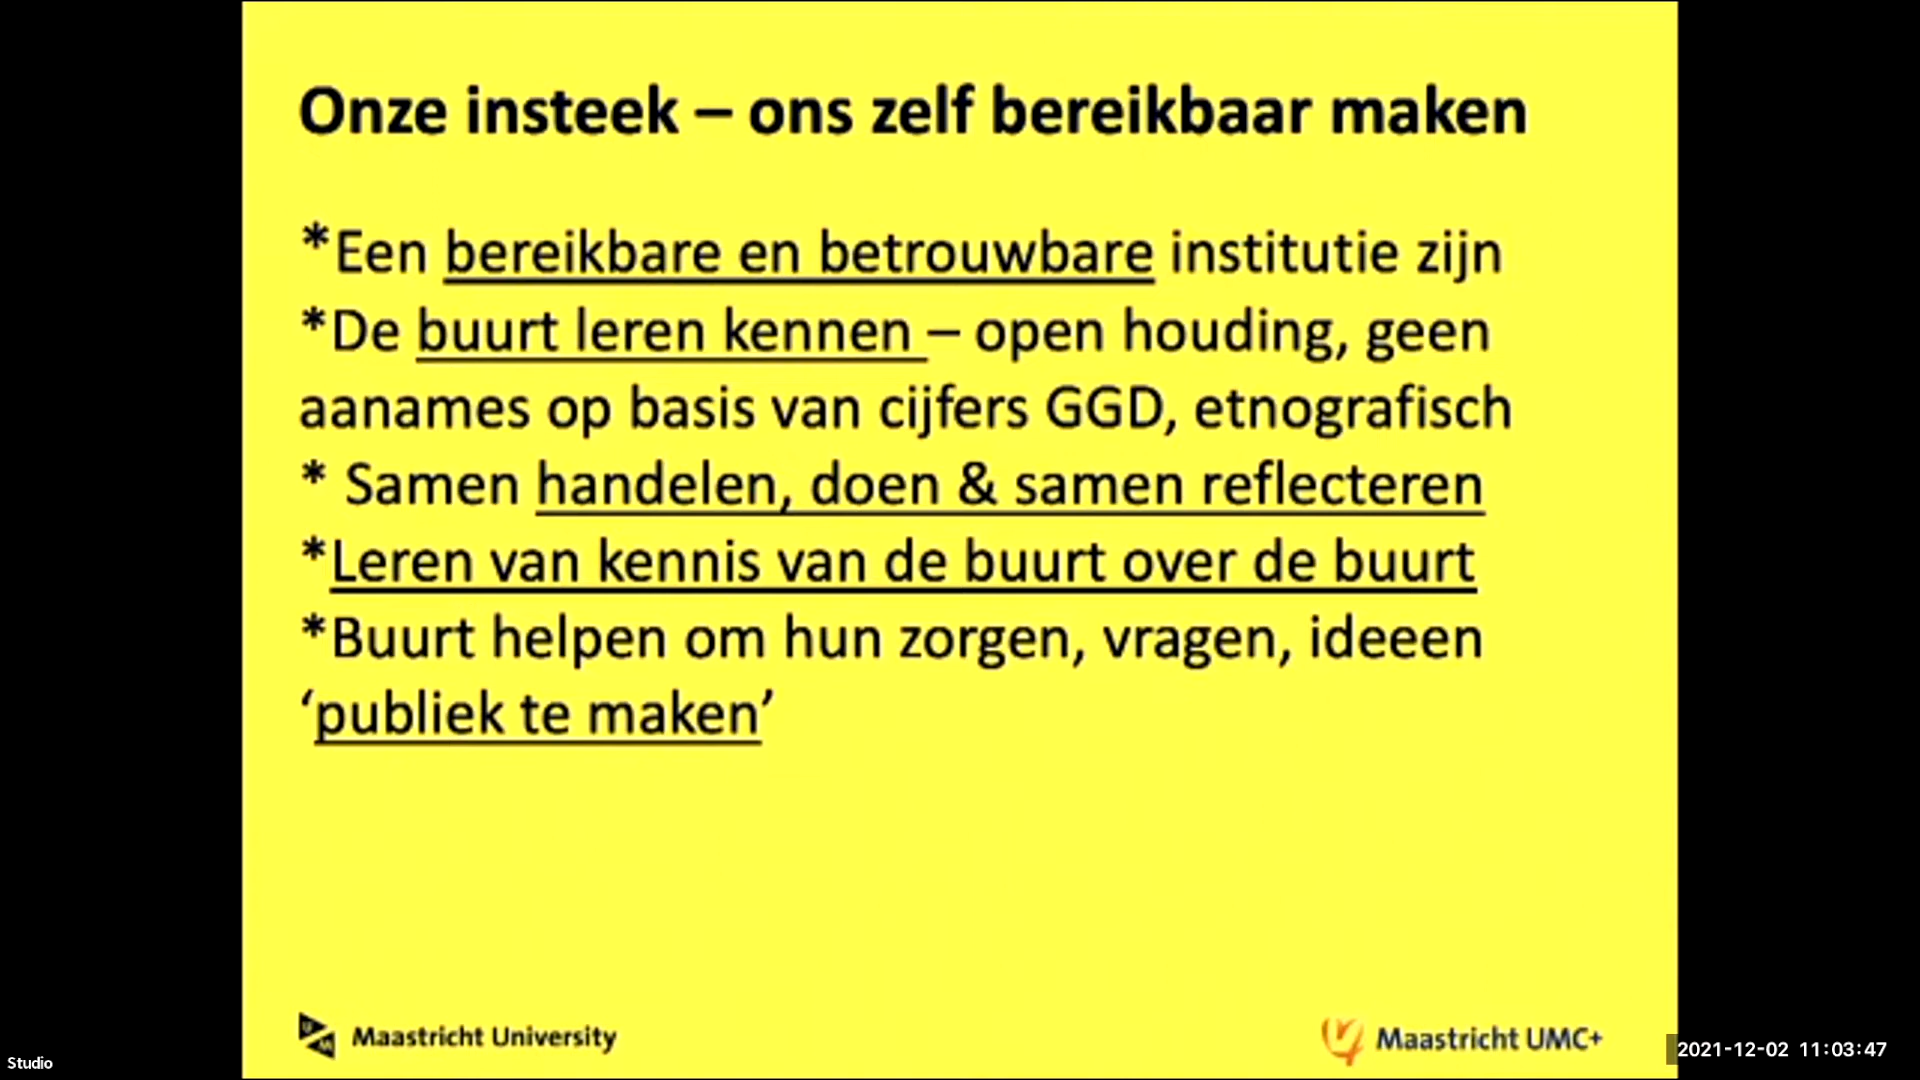 Onze insteek – ons zelf bereikbaar maken
*Een bereikbare en betrouwbare institutie zijn
*De buurt leren kennen – open houding, geen
aanames op basis van cijfers GGD, etnografisch
* Samen handelen, doen & samen reflecteren
*Leren van kennis van de buurt over de buurt
*Buurt helpen om hun zorgen, vragen, ideeen
‘publiek te maken’
Maastricht University
Maastricht UMC+
2021-12-02 11:03:47
Studio